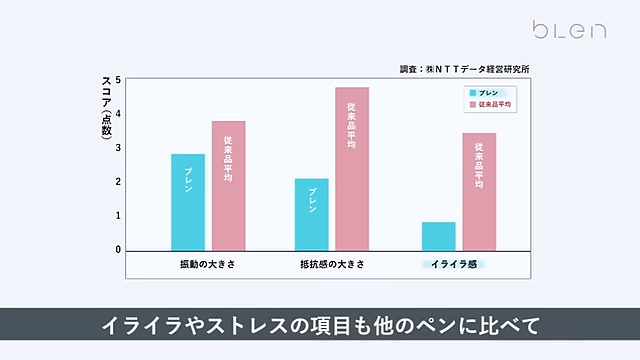 bLen
調査：㈱NTTデータ経営研究所
スコア(点数)
5
4
3
2
1
0
ブレン
従来品平均
ブレン
従来品平均
ブレン
従来品平均
従来品平均
振動の大きさ
抵抗感の大きさ
イライラ感
イライラやストレスの項目も他のペンに比べて